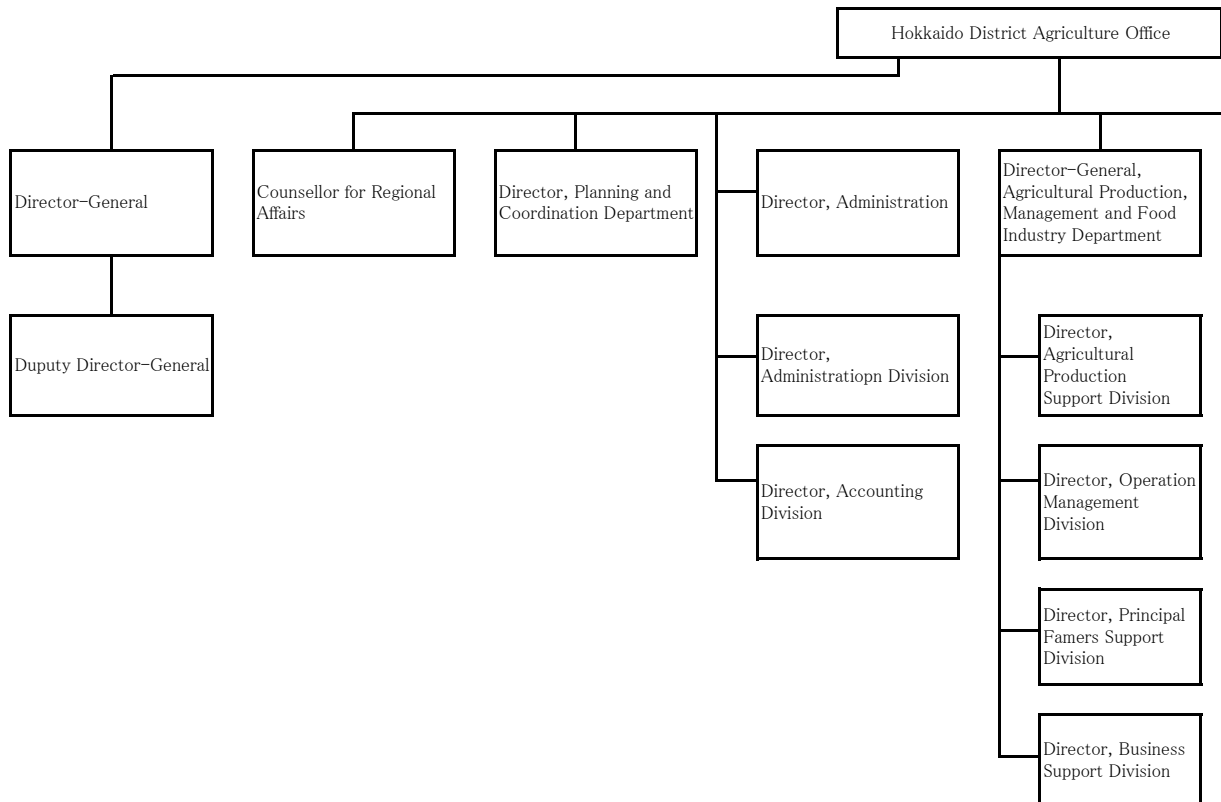 Hokkaido District Agriculture Office
Director-General
Counsellor for Regional
Affairs
Director, Planning and
Coordination Department
Director, Administration
Director-General,
Agricultural Production,
Management and Food
Industry Department
Duputy Director-General
Director,
Administratiopn Division
Director,
Agricultural
Production
Support Division
Director, Accounting
Division
Director, Operation
Management
Division
Director, Principal
Famers Support
Division
Director, Business
Support Division